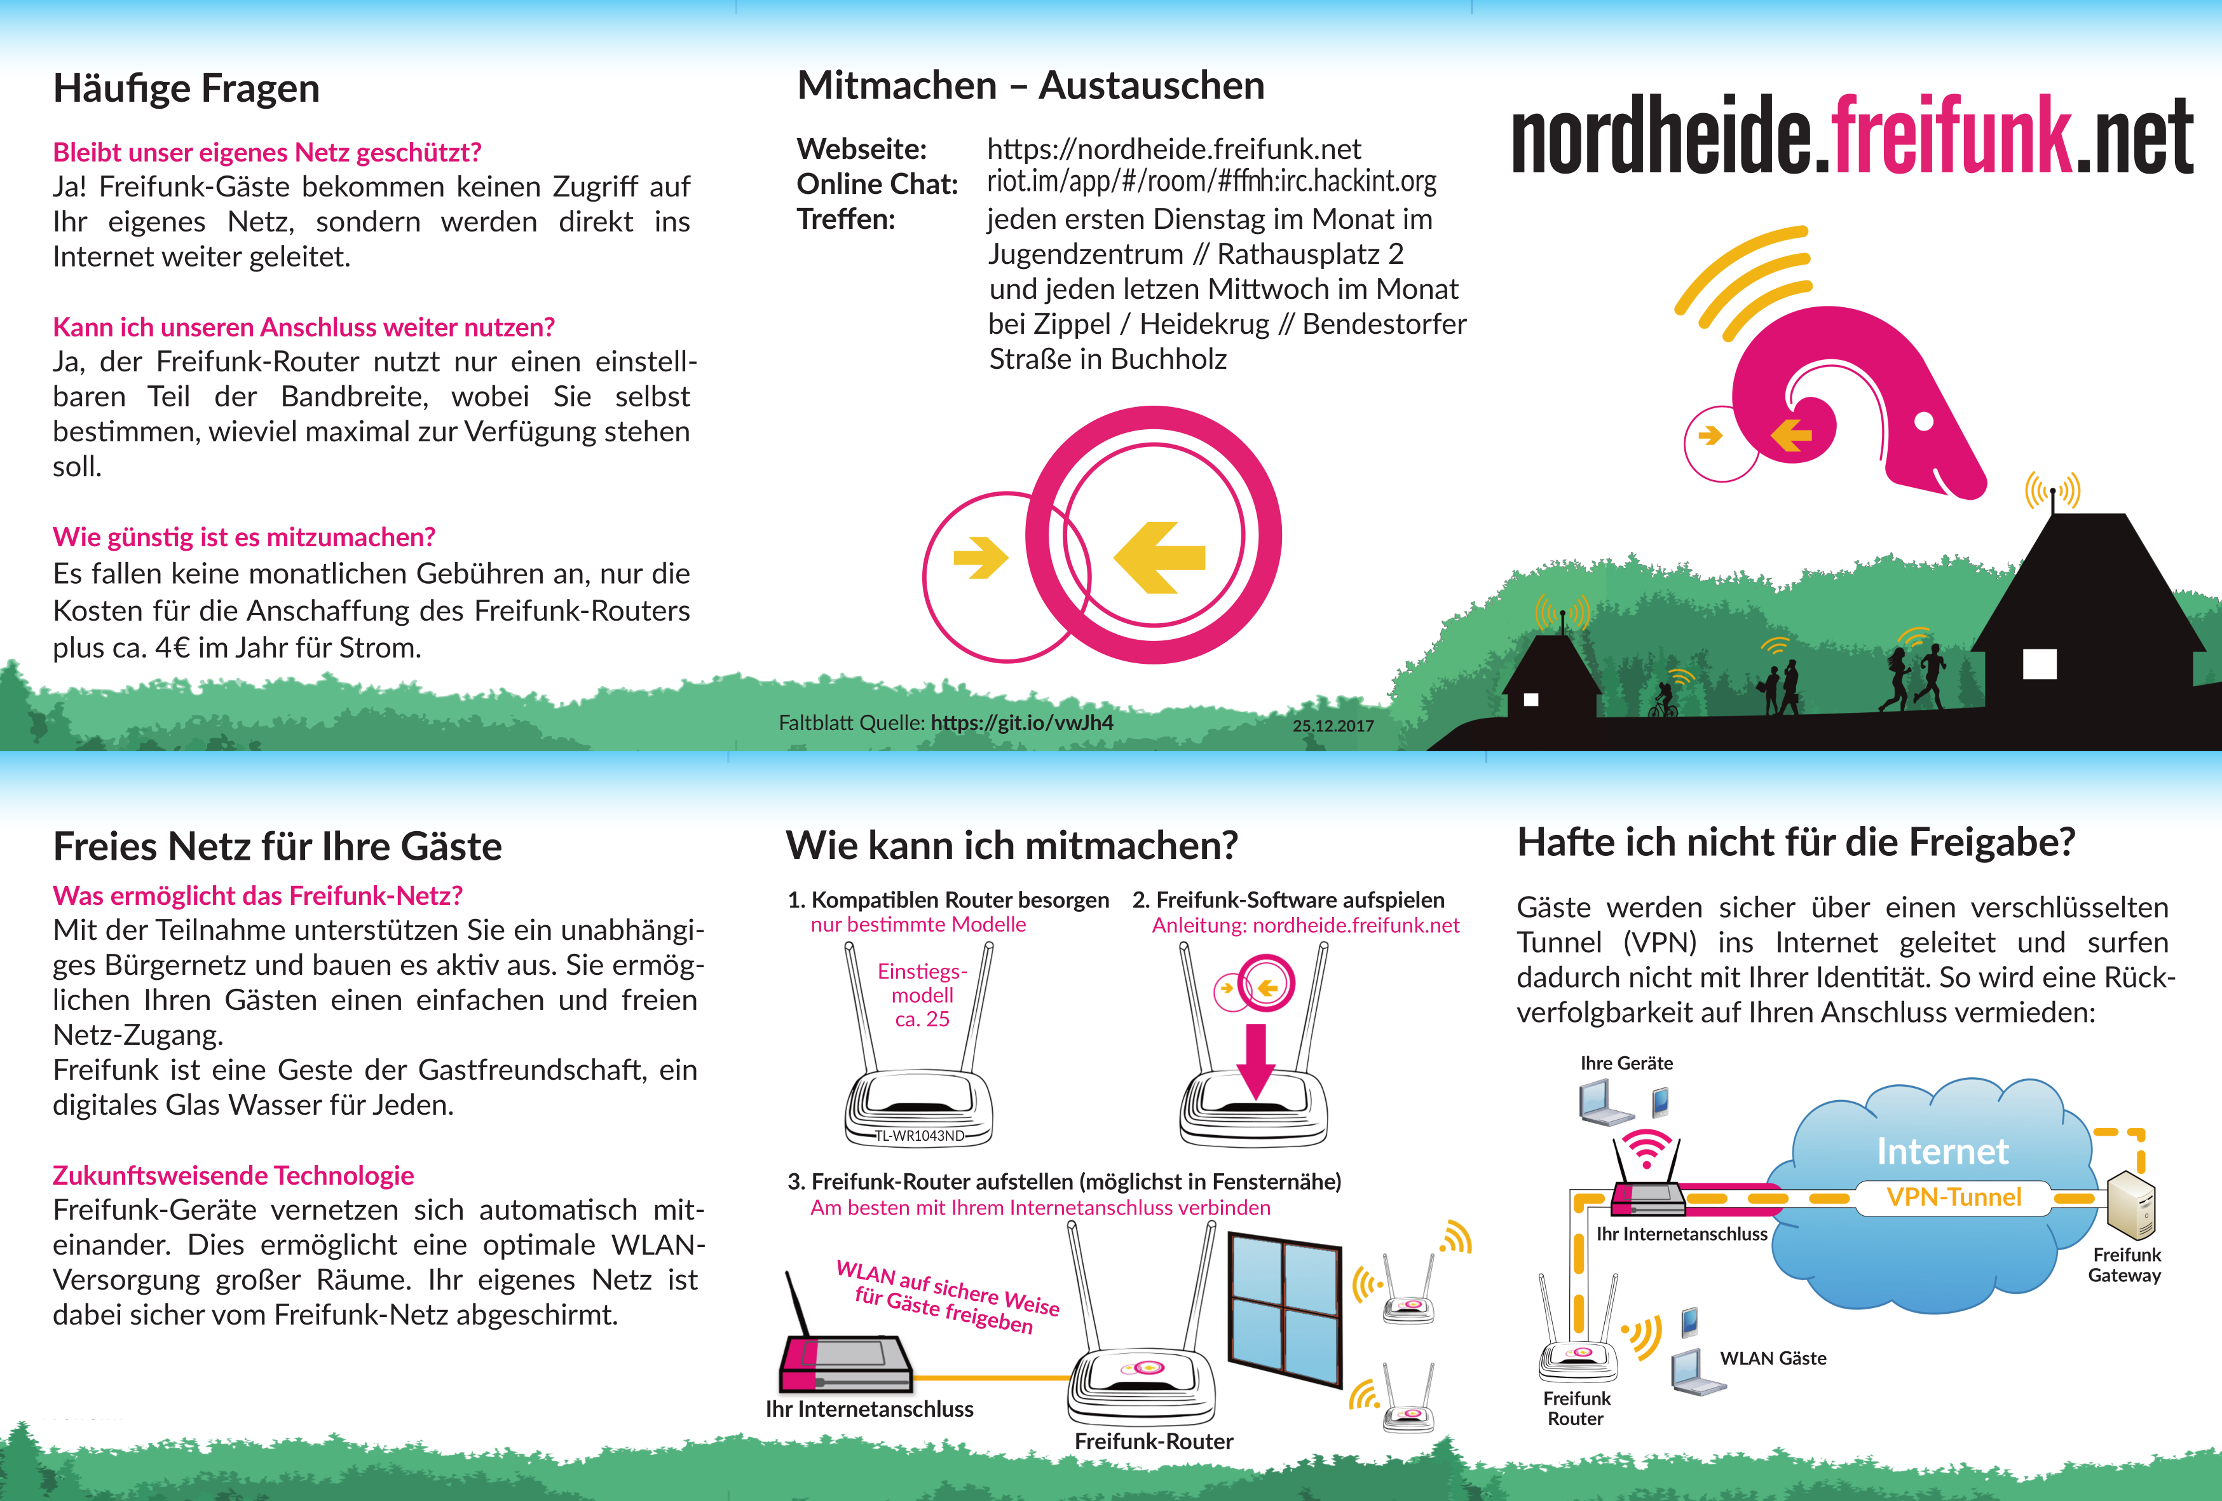 Häufige Fragen
Bleibt unser eigenes Netz geschützt?
Ja! Freifunk-Gäste bekommen keinen Zugriff auf
Ihr eigenes Netz, sondern werden direkt ins
Internet weiter geleitet.
Kann ich unseren Anschluss weiter nutzen?
Ja, der Freifunk-Router nutzt nur einen einstell-
baren Teil der Bandbreite, wobei Sie selbst
bestimmen, wieviel maximal zur Verfügung stehen
soll.
Wie günstig ist es mitzumachen?
Es fallen keine monatlichen Gebühren an, nur die
Kosten für die Anschaffung des Freifunk-Routers
plus ca. 4€ im Jahr für Strom.
Mitmachen – Austauschen
Webseite: https://nordheide.freifunk.net
Online Chat: riot.im/app/#/room/#ffnh:irc.hackint.org
Treffen: jeden ersten Dienstag im Monat im
Jugendzentrum // Rathausplatz 2
und jeden letzen Mittwoch im Monat
bei Zippel / Heidekrug // Bendestorfer
Straße in Buchholz
Faltblatt Quelle: https://git.io/vwJh4
25.12.2017
nordheide.freifunk.net
Freies Netz für Ihre Gäste
Was ermöglicht das Freifunk-Netz?
Mit der Teilnahme unterstützen Sie ein unabhängi-
ges Bürgernetz und bauen es aktiv aus. Sie ermög-
lichen Ihren Gästen einen einfachen und freien
Netz-Zugang.
Freifunk ist eine Geste der Gastfreundschaft, ein
digitales Glas Wasser für Jeden.
Zukunftsweisende Technologie
Freifunk-Geräte vernetzen sich automatisch mit-
einander. Dies ermöglicht eine optimale WLAN-
Versorgung großer Räume. Ihr eigenes Netz ist
dabei sicher vom Freifunk-Netz abgeschirmt.
Wie kann ich mitmachen?
1. Kompatiblen Router besorgen
nur bestimmte Modelle
Einstiegs-
modell
ca. 25
TL-WR1043ND
2. Freifunk-Software aufspielen
Anleitung: nordheide.freifunk.net
3. Freifunk-Router aufstellen (möglichst in Fensternähe)
Am besten mit Ihrem Internetanschluss verbinden
WLAN auf sichere Weise
für Gäste freigeben
Ihr Internetanschluss
Freifunk-Router
Hafte ich nicht für die Freigabe?
Gäste werden sicher über einen verschlüsselten
Tunnel (VPN) ins Internet geleitet und surfen
dadurch nicht mit Ihrer Identität. So wird eine Rück-
verfolgbarkeit auf Ihren Anschluss vermieden:
Ihre Geräte
Internet
VPN-Tunnel
Ihr Internetanschluss
Freifunk
Gateway
WLAN Gäste
Freifunk
Router